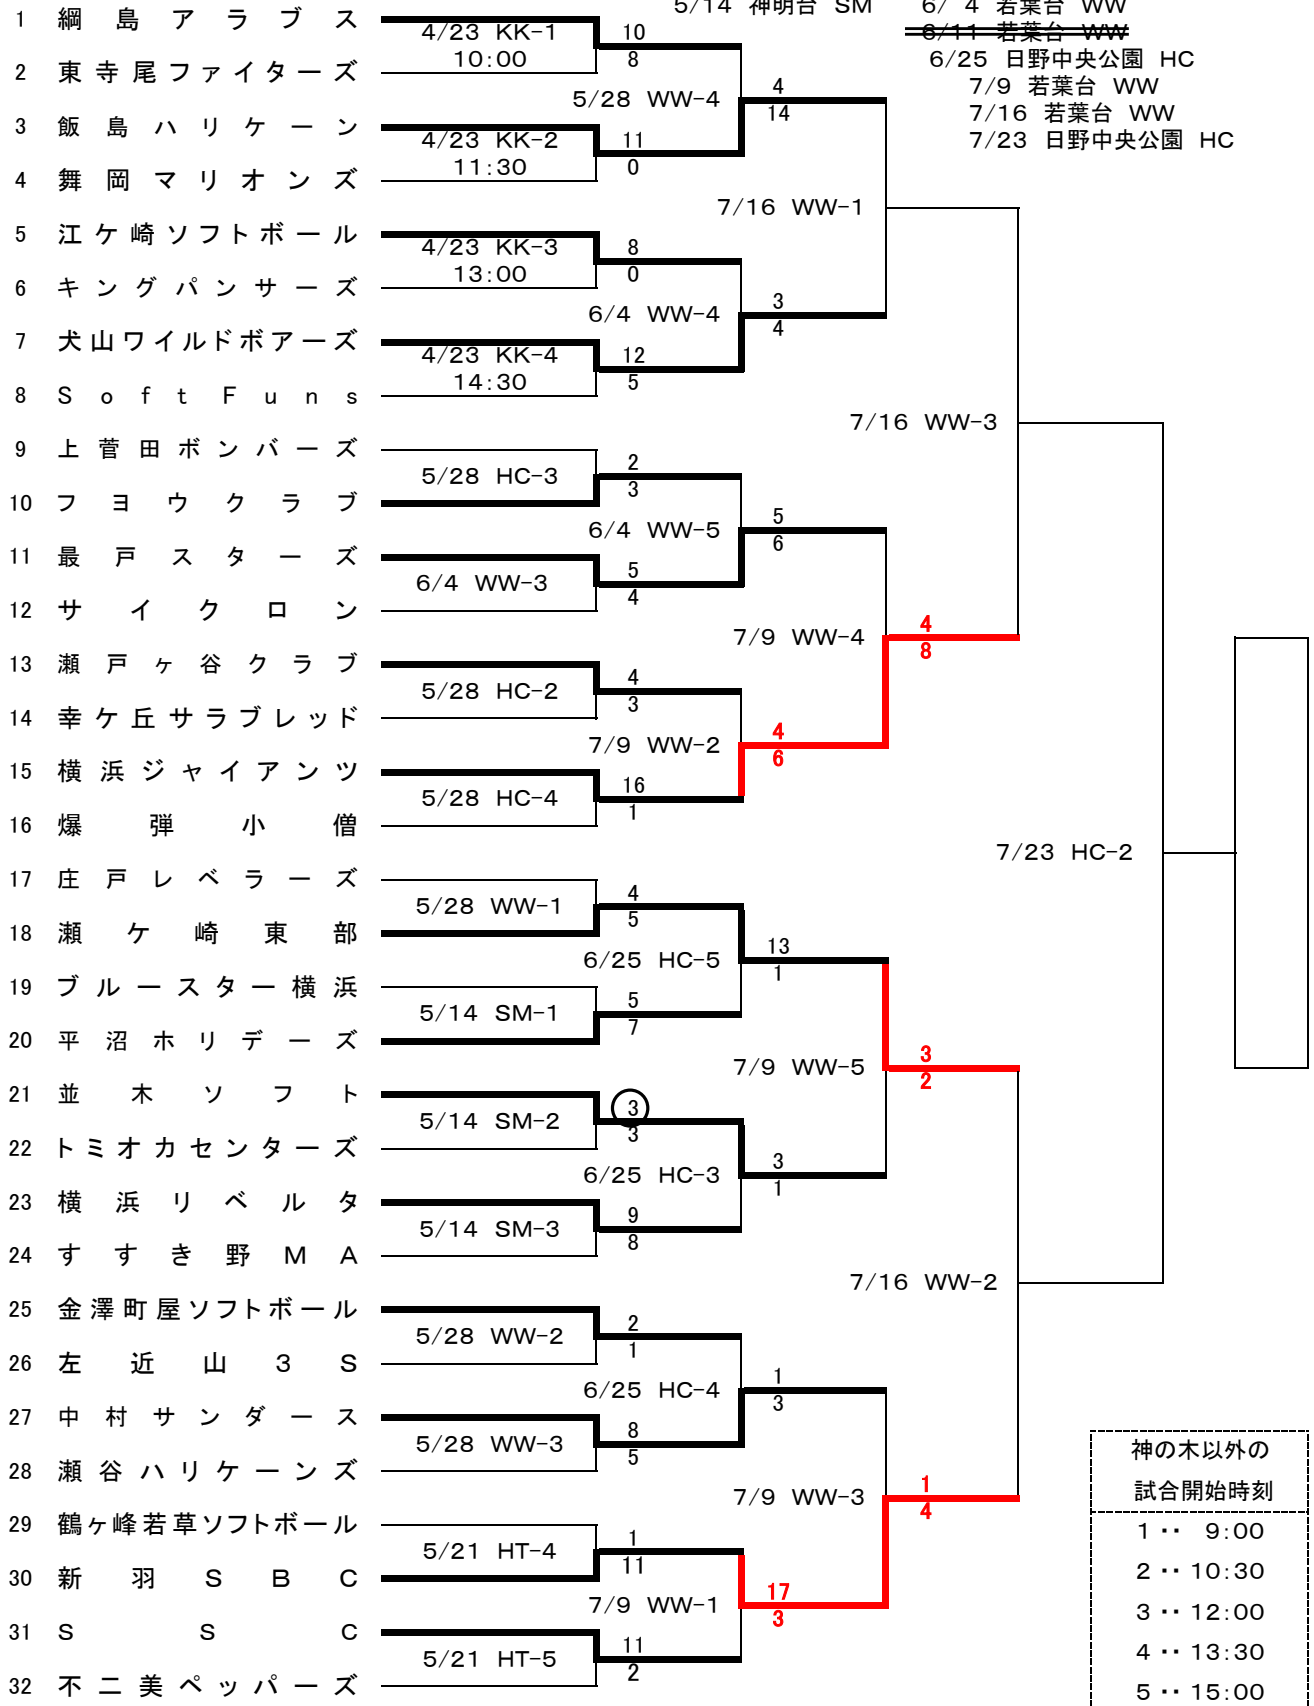 5/14 神明台 SM
6/ 4 若葉台 WW
6/11 若葉台 WW
6/25 日野中央公園 HC
7/9 若葉台 WW
7/16 若葉台 WW
7/23 日野中央公園 HC
1 綱島アラブス
4/23 KK-1
10:00
10
8
2 東寺尾ファイターズ
5/28 WW-4
4
14
3 飯島ハリケーン
4/23 KK-2
11:30
11
0
4 舞岡マリオンズ
7/16 WW-1
5 江ケ崎ソフトボール
4/23 KK-3
13:00
8
0
6 キングパンサーズ
6/4 WW-4
3
4
7 犬山ワイルドボアーズ
4/23 KK-4
14:30
12
5
8 Soft Funs
7/16 WW-3
9 上菅田ボンバーズ
5/28 HC-3
2
3
10 フヨウクラブ
6/4 WW-5
5
6
11 最戸スターズ
6/4 WW-3
5
4
12 サイクロン
7/9 WW-4
4
8
13 瀬戸ヶ谷クラブ
5/28 HC-2
4
3
14 幸ケ丘サラブレッド
7/9 WW-2
4
6
15 横浜ジャイアンツ
5/28 HC-4
16
1
16 爆弾小僧
7/23 HC-2
17 庄戸レベラーズ
5/28 WW-1
4
5
18 瀬ケ崎東部
6/25 HC-5
13
1
19 ブルースター横浜
5/14 SM-1
5
7
20 平沼ホリデーズ
7/9 WW-5
3
2
21 並木ソフト
5/14 SM-2
3
3
22 トミオカセンターズ
6/25 HC-3
3
1
23 横浜リベルタ
5/14 SM-3
9
8
24 すすき野MA
7/16 WW-2
25 金澤町屋ソフトボール
5/28 WW-2
2
1
26 左近山3S
6/25 HC-4
1
3
27 中村サンダース
5/28 WW-3
8
5
28 瀬谷ハリケーンズ
7/9 WW-3
1
4
29 鶴ヶ峰若草ソフトボール
5/21 HT-4
1
11
30 新羽SBC
7/9 WW-1
17
3
31 SSC
5/21 HT-5
11
2
32 不二美ペッパーズ
神の木以外の
試合開始時刻
1 ‥ 9:00
2 ‥ 10:30
3 ‥ 12:00
4 ‥ 13:30
5 ‥ 15:00